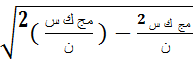 √(مج ك س2/ن − (مج ك س/ن)2)